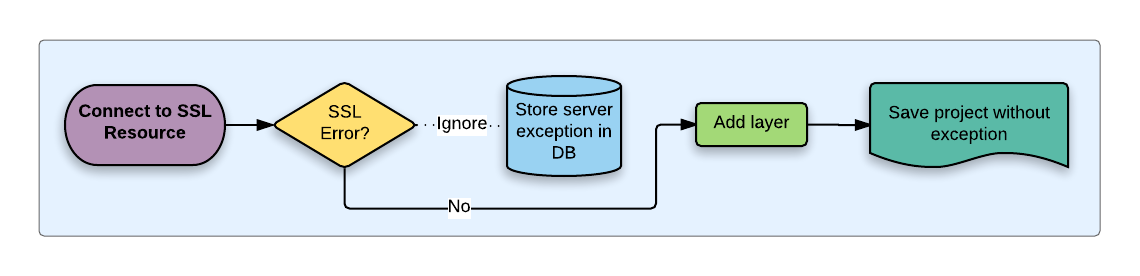 Connect to SSL
Resource
SSL
Error?
Ignore
Store server
exception in
DB
No
Add layer
Save project without
exception